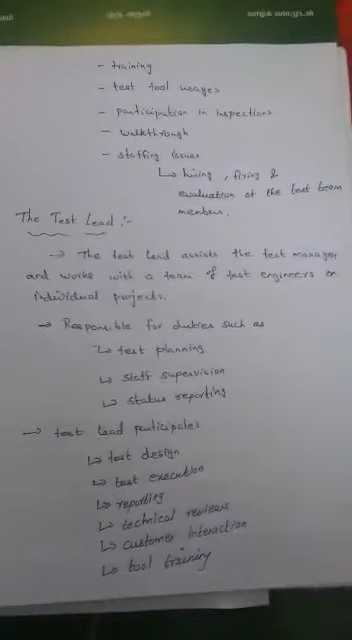 குரு அருள்
வாழ்க வளமுடன்
- training
- test tool usages
- participation in inspections
- walkthrough
- staffing issues
↳ hiring, firing &
evaluation of the test team
members.
The Test Lead :-
→ The test lead assists the test manager
and works with a team of test engineers on
individual projects.
→ Responsible for duties such as
↳ test planning
↳ staff supervision
↳ status reporting
→ test lead participates
↳ test design
↳ test execution
↳ reporting
↳ technical reviews
↳ customer interaction
↳ tool training